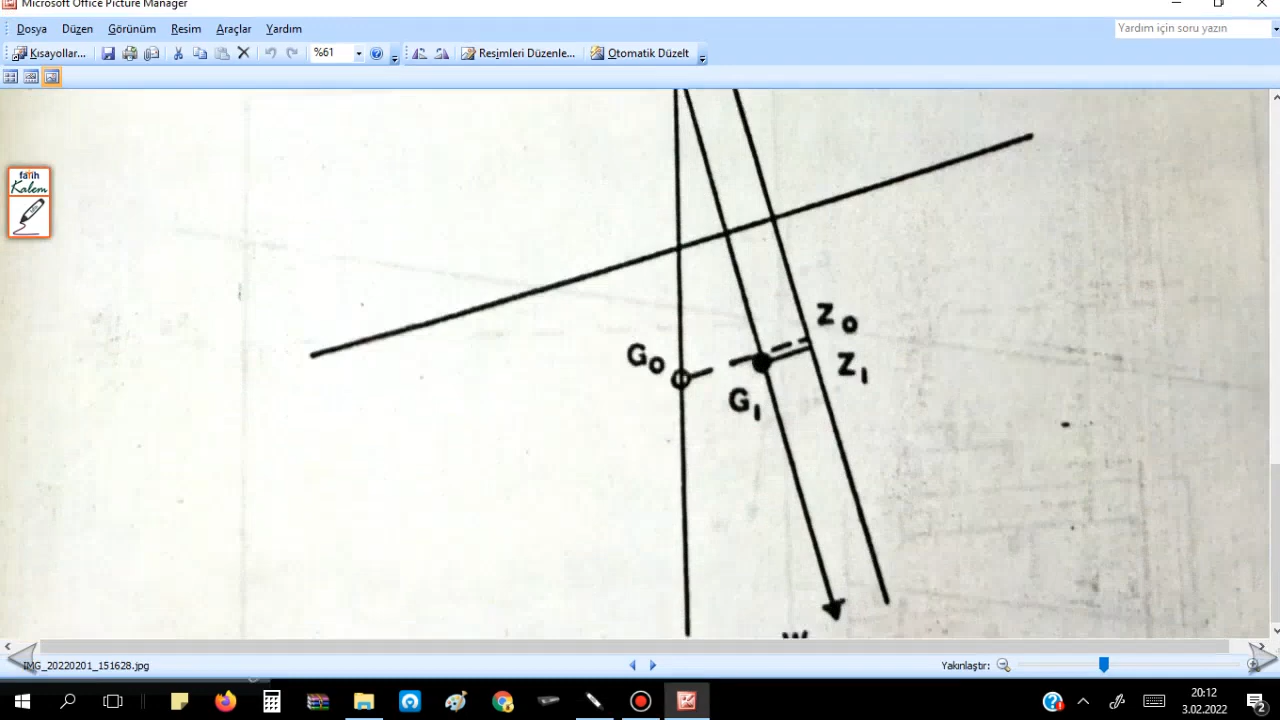 Microsoft Office Picture Manager
Dosya Düzen Görünüm Resim Araçlar Yardım
Yardım için soru yazın
Kısayollar... %61 Resimleri Düzenle... Otomatik Düzelt
fatih
Kalem
Z0
G0
Z1
G1
W
IMG_20220201_151628.jpg
Yakınlaştır:
20:12
3.02.2022
2